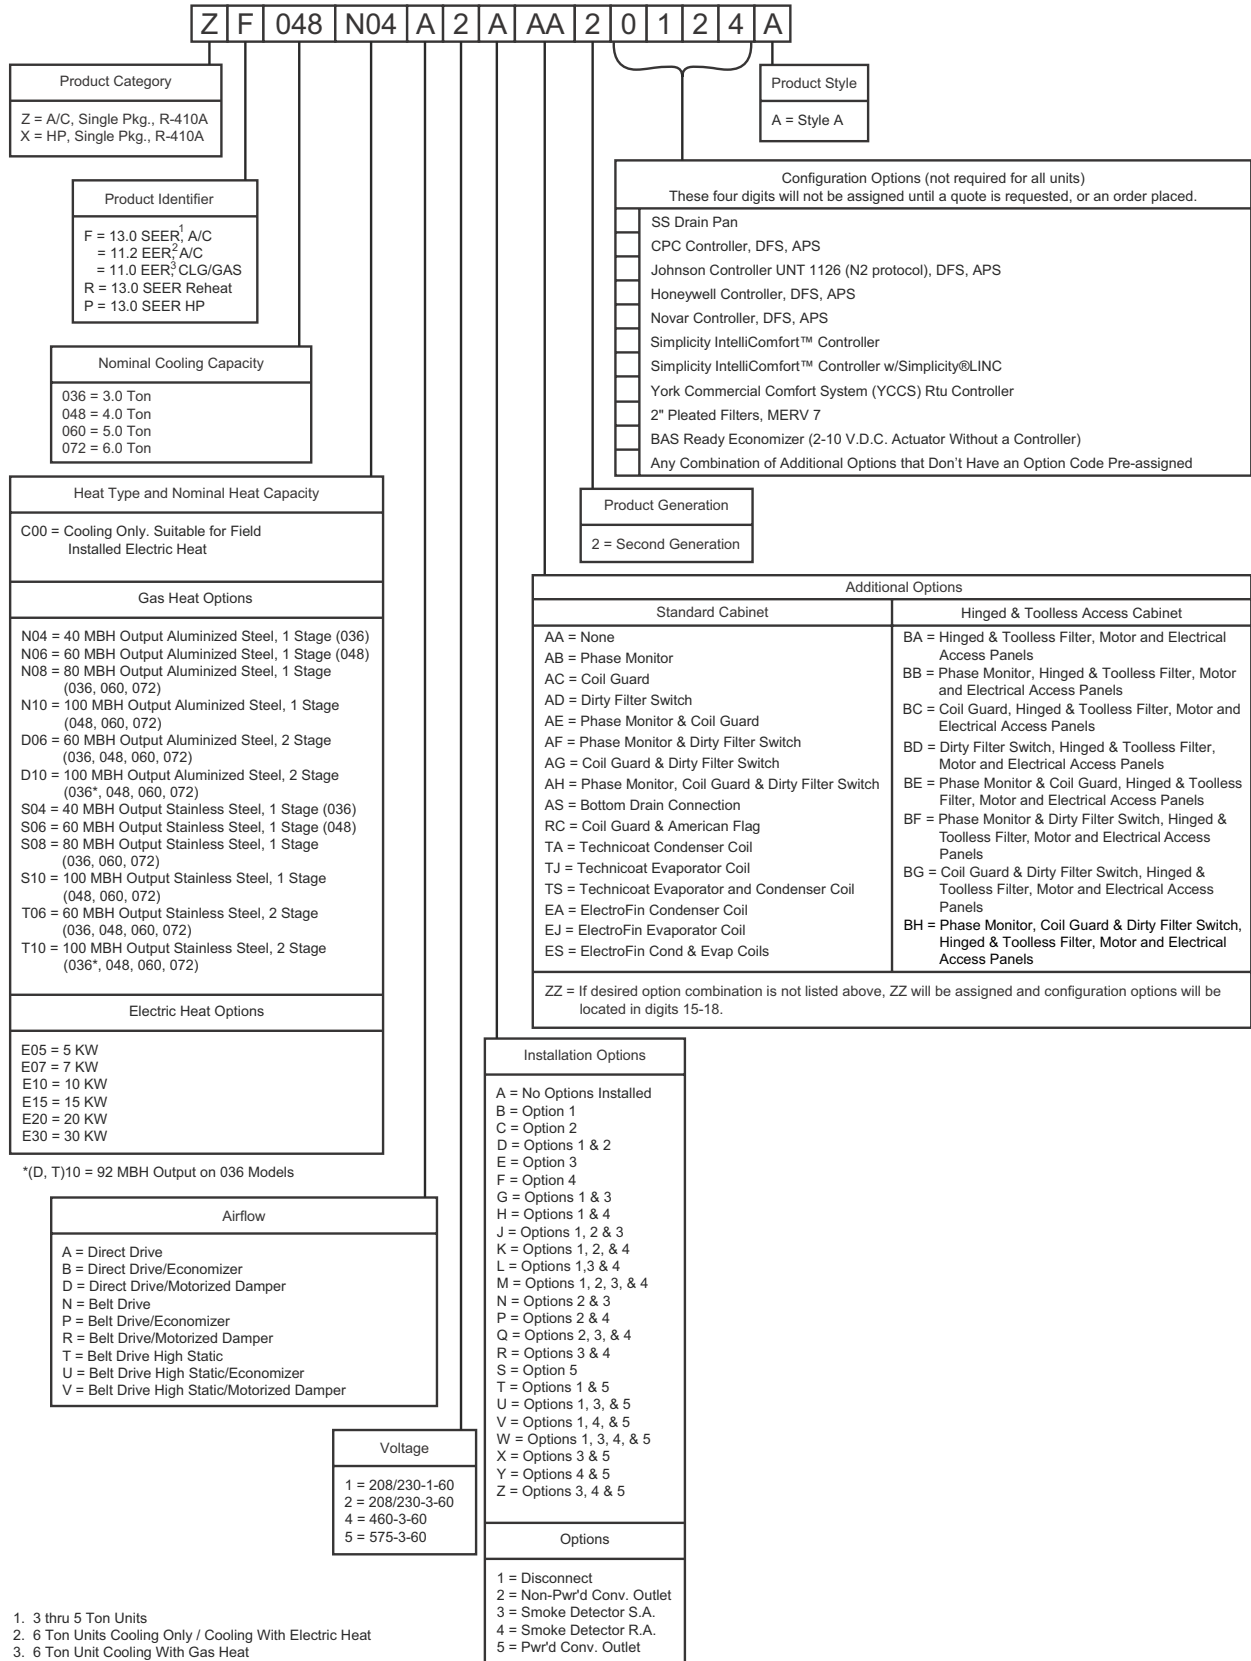 Z F 048 N04 A 2 A AA 2 0 1 2 4 A
Product Category
Z = A/C, Single Pkg., R-410A
X = HP, Single Pkg., R-410A
Product Style
A = Style A
Product Identifier
F = 13.0 SEER,1 A/C
= 11.2 EER,2 A/C
= 11.0 EER,3 CLG/GAS
R = 13.0 SEER Reheat
P = 13.0 SEER HP
Configuration Options (not required for all units)
These four digits will not be assigned until a quote is requested, or an order placed.
SS Drain Pan
CPC Controller, DFS, APS
Johnson Controller UNT 1126 (N2 protocol), DFS, APS
Honeywell Controller, DFS, APS
Novar Controller, DFS, APS
Simplicity IntelliComfort™ Controller
Simplicity IntelliComfort™ Controller w/Simplicity®LINC
York Commercial Comfort System (YCCS) Rtu Controller
2" Pleated Filters, MERV 7
BAS Ready Economizer (2-10 V.D.C. Actuator Without a Controller)
Any Combination of Additional Options that Don't Have an Option Code Pre-assigned
Nominal Cooling Capacity
036 = 3.0 Ton
048 = 4.0 Ton
060 = 5.0 Ton
072 = 6.0 Ton
Heat Type and Nominal Heat Capacity
C00 = Cooling Only. Suitable for Field
Installed Electric Heat
Gas Heat Options
N04 = 40 MBH Output Aluminized Steel, 1 Stage (036)
N06 = 60 MBH Output Aluminized Steel, 1 Stage (048)
N08 = 80 MBH Output Aluminized Steel, 1 Stage
(036, 060, 072)
N10 = 100 MBH Output Aluminized Steel, 1 Stage
(048, 060, 072)
D06 = 60 MBH Output Aluminized Steel, 2 Stage
(036, 048, 060, 072)
D10 = 100 MBH Output Aluminized Steel, 2 Stage
(036*, 048, 060, 072)
S04 = 40 MBH Output Stainless Steel, 1 Stage (036)
S06 = 60 MBH Output Stainless Steel, 1 Stage (048)
S08 = 80 MBH Output Stainless Steel, 1 Stage
(036, 060, 072)
S10 = 100 MBH Output Stainless Steel, 1 Stage
(048, 060, 072)
T06 = 60 MBH Output Stainless Steel, 2 Stage
(036, 048, 060, 072)
T10 = 100 MBH Output Stainless Steel, 2 Stage
(036*, 048, 060, 072)
Electric Heat Options
E05 = 5 KW
E07 = 7 KW
E10 = 10 KW
E15 = 15 KW
E20 = 20 KW
E30 = 30 KW
*(D, T)10 = 92 MBH Output on 036 Models
Product Generation
2 = Second Generation
Additional Options
Standard Cabinet
AA = None
AB = Phase Monitor
AC = Coil Guard
AD = Dirty Filter Switch
AE = Phase Monitor & Coil Guard
AF = Phase Monitor & Dirty Filter Switch
AG = Coil Guard & Dirty Filter Switch
AH = Phase Monitor, Coil Guard & Dirty Filter Switch
AS = Bottom Drain Connection
RC = Coil Guard & American Flag
TA = Technicoat Condenser Coil
TJ = Technicoat Evaporator Coil
TS = Technicoat Evaporator and Condenser Coil
EA = ElectroFin Condenser Coil
EJ = ElectroFin Evaporator Coil
ES = ElectroFin Cond & Evap Coils
Hinged & Toolless Access Cabinet
BA = Hinged & Toolless Filter, Motor and Electrical
Access Panels
BB = Phase Monitor, Hinged & Toolless Filter, Motor
and Electrical Access Panels
BC = Coil Guard, Hinged & Toolless Filter, Motor and
Electrical Access Panels
BD = Dirty Filter Switch, Hinged & Toolless Filter,
Motor and Electrical Access Panels
BE = Phase Monitor & Coil Guard, Hinged & Toolless
Filter, Motor and Electrical Access Panels
BF = Phase Monitor & Dirty Filter Switch, Hinged &
Toolless Filter, Motor and Electrical Access
Panels
BG = Coil Guard & Dirty Filter Switch, Hinged &
Toolless Filter, Motor and Electrical Access
Panels
BH = Phase Monitor, Coil Guard & Dirty Filter Switch,
Hinged & Toolless Filter, Motor and Electrical
Access Panels
ZZ = If desired option combination is not listed above, ZZ will be assigned and configuration options will be
located in digits 15-18.
Airflow
A = Direct Drive
B = Direct Drive/Economizer
D = Direct Drive/Motorized Damper
N = Belt Drive
P = Belt Drive/Economizer
R = Belt Drive/Motorized Damper
T = Belt Drive High Static
U = Belt Drive High Static/Economizer
V = Belt Drive High Static/Motorized Damper
Voltage
1 = 208/230-1-60
2 = 208/230-3-60
4 = 460-3-60
5 = 575-3-60
Installation Options
A = No Options Installed
B = Option 1
C = Option 2
D = Options 1 & 2
E = Option 3
F = Option 4
G = Options 1 & 3
H = Options 1 & 4
J = Options 1, 2 & 3
K = Options 1, 2, & 4
L = Options 1,3 & 4
M = Options 1, 2, 3, & 4
N = Options 2 & 3
P = Options 2 & 4
Q = Options 2, 3, & 4
R = Options 3 & 4
S = Option 5
T = Options 1 & 5
U = Options 1, 3, & 5
V = Options 1, 4, & 5
W = Options 1, 3, 4, & 5
X = Options 3 & 5
Y = Options 4 & 5
Z = Options 3, 4 & 5
Options
1 = Disconnect
2 = Non-Pwr'd Conv. Outlet
3 = Smoke Detector S.A.
4 = Smoke Detector R.A.
5 = Pwr'd Conv. Outlet
1. 3 thru 5 Ton Units
2. 6 Ton Units Cooling Only / Cooling With Electric Heat
3. 6 Ton Unit Cooling With Gas Heat